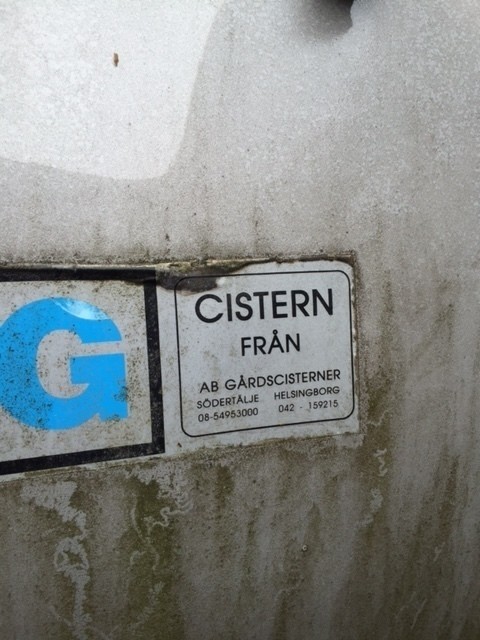 G
CISTERN
FRÅN
AB GÅRDSCISTERNER
SÖDERTÄLJE HELSINGBORG
08-54953000 042 - 159215